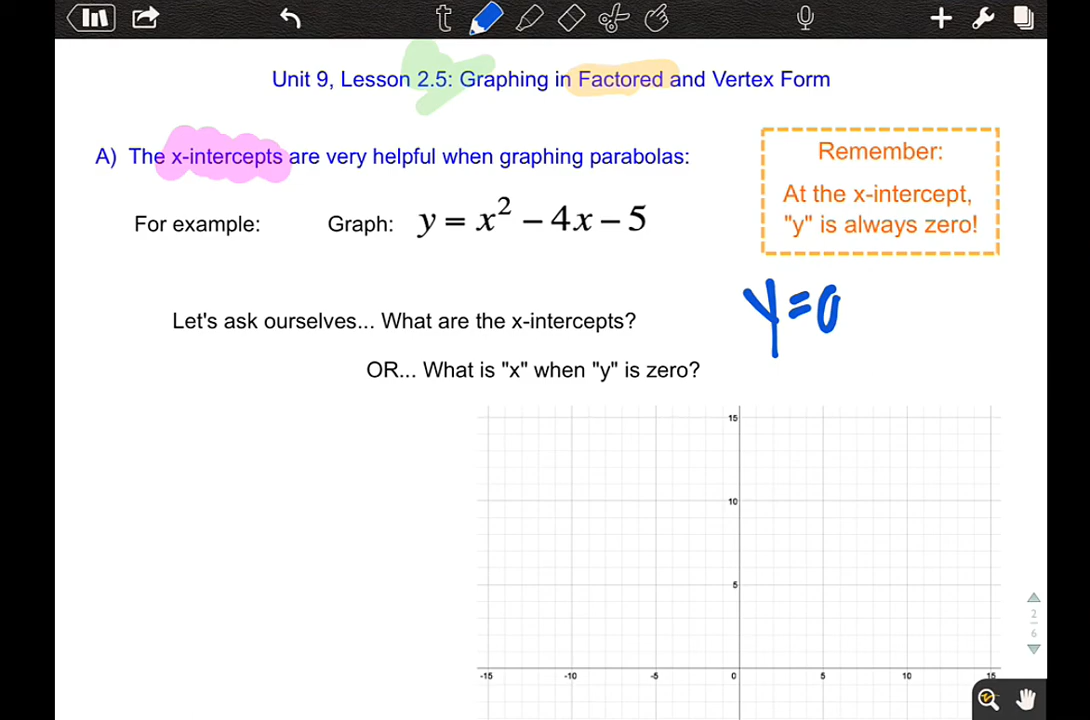 Unit 9, Lesson 2.5: Graphing in Factored and Vertex Form
A) The x-intercepts are very helpful when graphing parabolas:
Remember:
At the x-intercept,
"y" is always zero!
For example: Graph: y = x² − 4x − 5
y=0
Let's ask ourselves... What are the x-intercepts?
OR... What is "x" when "y" is zero?
15
10
5
-15 -10 -5 0 5 10 15
2
6